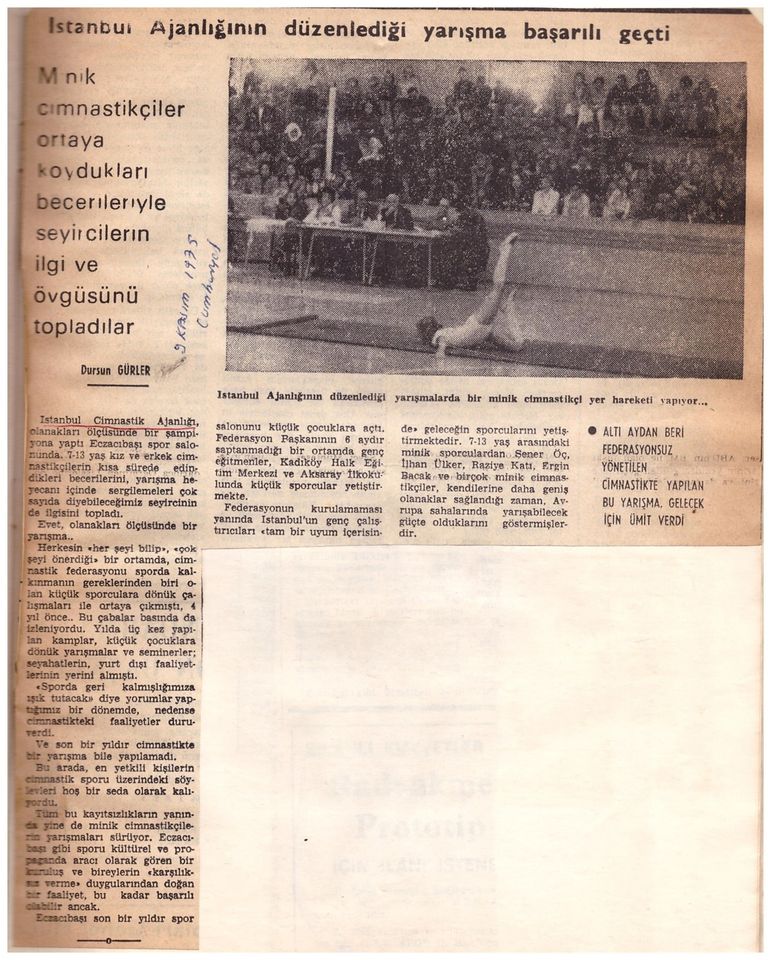 İstanbul Ajanlığının düzenlediği yarışma başarılı geçti
Minik
cimnastikçiler
ortaya
koydukları
becerileriyle
seyircilerin
ilgi ve
övgüsünü
topladılar
Dursun GÜRLER
9 KASIM 1975
Cumhuriyet
İstanbul Ajanlığının düzenlediği yarışmalarda bir minik cimnastikçi yer hareketi yapıyor...
İstanbul Cimnastik Ajanlığı,
olanakları ölçüsünde bir şampi-
yona yaptı Eczacıbaşı spor salo-
nunda. 7-13 yaş kız ve erkek cim-
nastikçilerin kısa sürede edin-
dikleri becerilerini, yarışma he-
yecanı içinde sergilemeleri çok
sayıda diyebileceğimiz seyircinin
de ilgisini topladı.
Evet, olanakları ölçüsünde bir
yarışma..
Herkesin «her şeyi bilip», «çok
şeyi önerdiği» bir ortamda, cim-
nastik federasyonu sporda kal-
kınmanın gereklerinden biri o-
lan küçük sporculara dönük ça-
lışmaları ile ortaya çıkmıştı, 4
yıl önce.. Bu çabalar basında da
izleniyordu. Yılda üç kez yapı-
lan kamplar, küçük çocuklara
dönük yarışmalar ve seminerler;
seyahatlerin, yurt dışı faaliyet-
lerinin yerini almıştı.
«Sporda geri kalmışlığımıza
ışık tutacak» diye yorumlar yap-
tığımız bir dönemde, nedense
cimnastikteki faaliyetler duru-
verdi.
Ve son bir yıldır cimnastikte
bir yarışma bile yapılamadı.
Bu arada, en yetkili kişilerin
cimnastik sporu üzerindeki söy-
levleri hoş bir seda olarak kalı-
yordu.
Tüm bu kayıtsızlıkların yanın-
da yine de minik cimnastikçile-
rin yarışmaları sürüyor. Eczacı-
başı gibi sporu kültürel ve pro-
paganda aracı olarak gören bir
kuruluş ve bireylerin «karşılık-
sız verme» duygularından doğan
bir faaliyet, bu kadar başarılı
olabilir ancak.
Eczacıbaşı son bir yıldır spor
salonunu küçük çocuklara açtı.
Federasyon Başkanının 6 aydır
saptanmadığı bir ortamda genç
eğitmenler, Kadıköy Halk Eği-
tim Merkezi ve Aksaray İlkoku-
lunda küçük sporcular yetiştir-
mekte.
Federasyonun kurulamaması
yanında İstanbul'un genç çalış-
tırıcıları «tam bir uyum içerisin-
de» geleceğin sporcularını yetiş-
tirmektedir. 7-13 yaş arasındaki
minik sporculardan Şener Öç,
İlhan Ülker, Raziye Katı, Ergin
Bacak ve birçok minik cimnas-
tikçiler, kendilerine daha geniş
olanaklar sağlandığı zaman, Av-
rupa sahalarında yarışabilecek
güçte olduklarını göstermişler-
dir.
● ALTI AYDAN BERİ
FEDERASYONSUZ
YÖNETİLEN
CİMNASTİKTE YAPILAN
BU YARIŞMA, GELECEK
İÇİN ÜMİT VERDİ